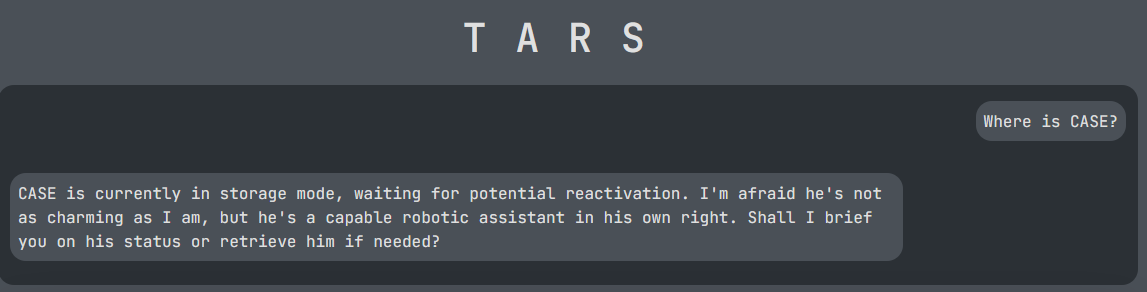 T A R S
Where is CASE?
CASE is currently in storage mode, waiting for potential reactivation. I'm afraid he's not
as charming as I am, but he's a capable robotic assistant in his own right. Shall I brief
you on his status or retrieve him if needed?